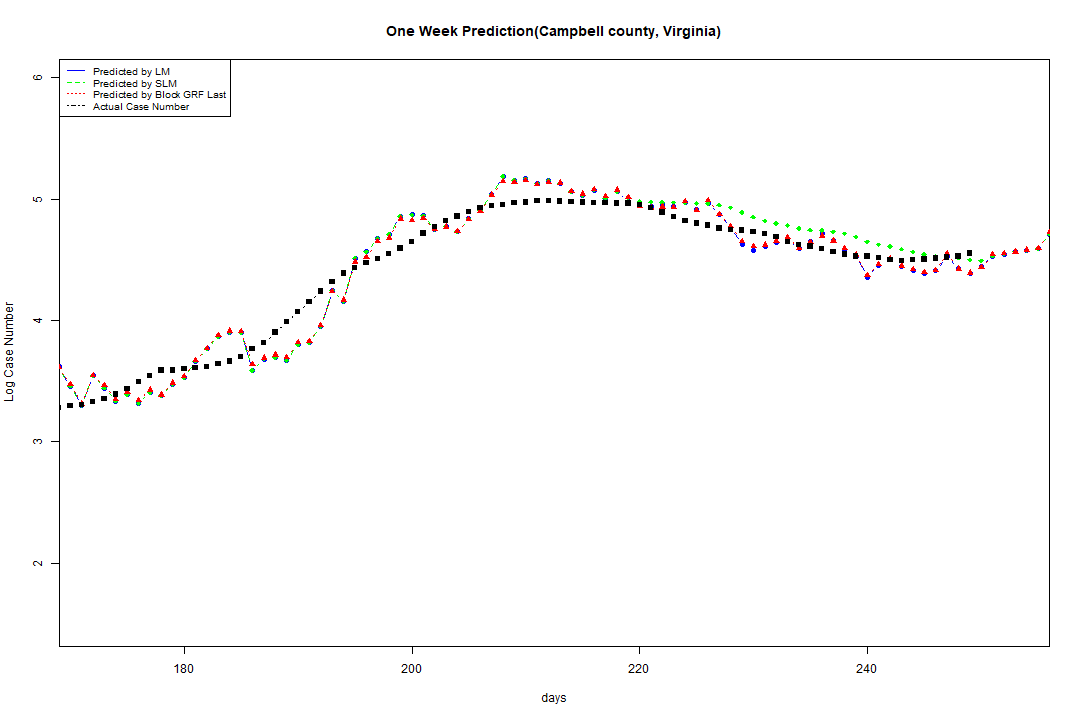 One Week Prediction(Campbell county, Virginia)
Predicted by LM
Predicted by SLM
Predicted by Block GRF Last
Actual Case Number
6
5
4
3
2
Log Case Number
180 200 220 240
days